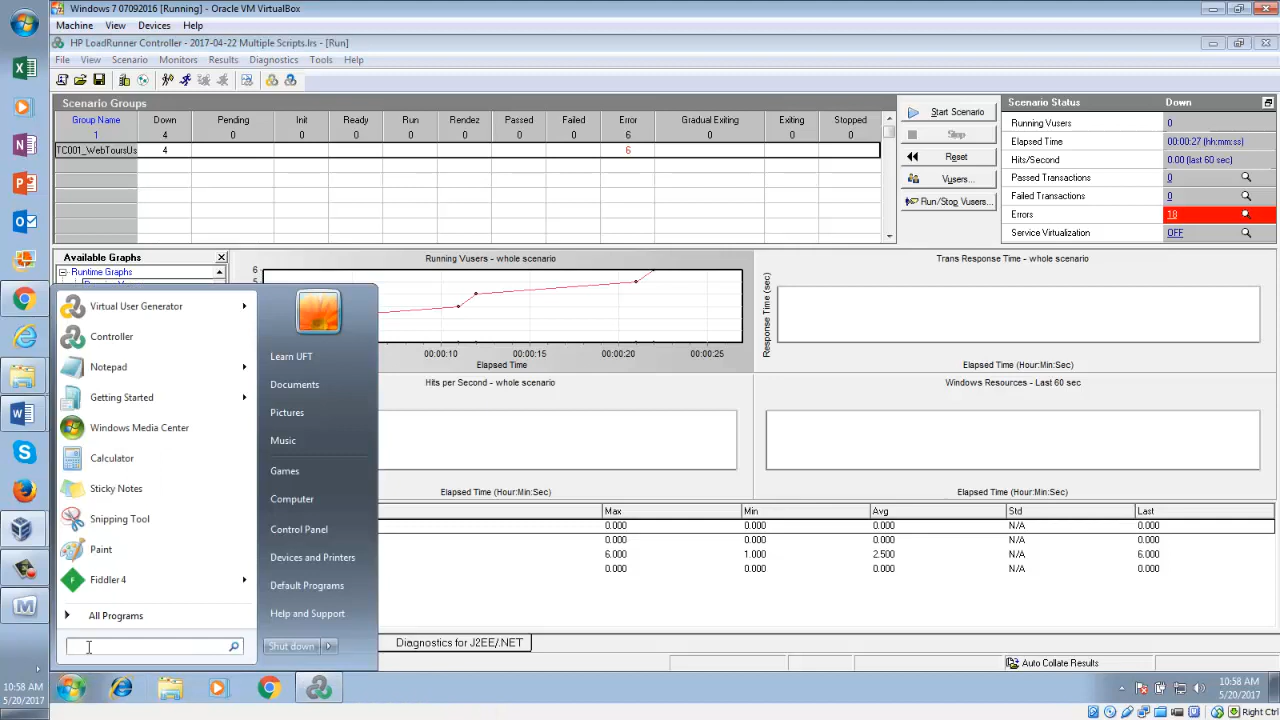 Windows 7 07092016 [Running] - Oracle VM VirtualBox
Machine View Devices Help
HP LoadRunner Controller - 2017-04-22 Multiple Scripts.lrs - [Run]
File View Scenario Monitors Results Diagnostics Tools Help
Scenario Groups
Group Name Down Pending Init Ready Run Rendez Passed Failed Error Gradual Exiting Exiting Stopped
1 4 0 0 0 0 0 0 0 6 0 0 0
TC001_WebToursUs 4 6
Start Scenario
Stop
Reset
Vusers...
Run/Stop Vusers...
Scenario Status Down
Running Vusers 0
Elapsed Time 00:00:27 (hh:mm:ss)
Hits/Second 0.00 (last 60 sec)
Passed Transactions 0
Failed Transactions 0
Errors 18
Service Virtualization OFF
Available Graphs
Runtime Graphs
Running Vusers - whole scenario
6
5
00:00:10 00:00:15 00:00:20 00:00:25
Elapsed Time
Trans Response Time - whole scenario
Response Time (sec)
Elapsed Time (Hour:Min:Sec)
Hits per Second - whole scenario
Elapsed Time (Hour:Min:Sec)
Windows Resources - Last 60 sec
Elapsed Time (Hour:Min:Sec)
Max Min Avg Std Last
0.000 0.000 0.000 N/A 0.000
0.000 0.000 0.000 N/A 0.000
6.000 1.000 2.500 N/A 6.000
0.000 0.000 0.000 N/A 0.000
Diagnostics for J2EE/.NET
Auto Collate Results
Virtual User Generator
Controller
Notepad
Getting Started
Windows Media Center
Calculator
Sticky Notes
Snipping Tool
Paint
Fiddler 4
All Programs
Learn UFT
Documents
Pictures
Music
Games
Computer
Control Panel
Devices and Printers
Default Programs
Help and Support
Shut down
10:58 AM
5/20/2017
10:58 AM
5/20/2017
Right Ctrl